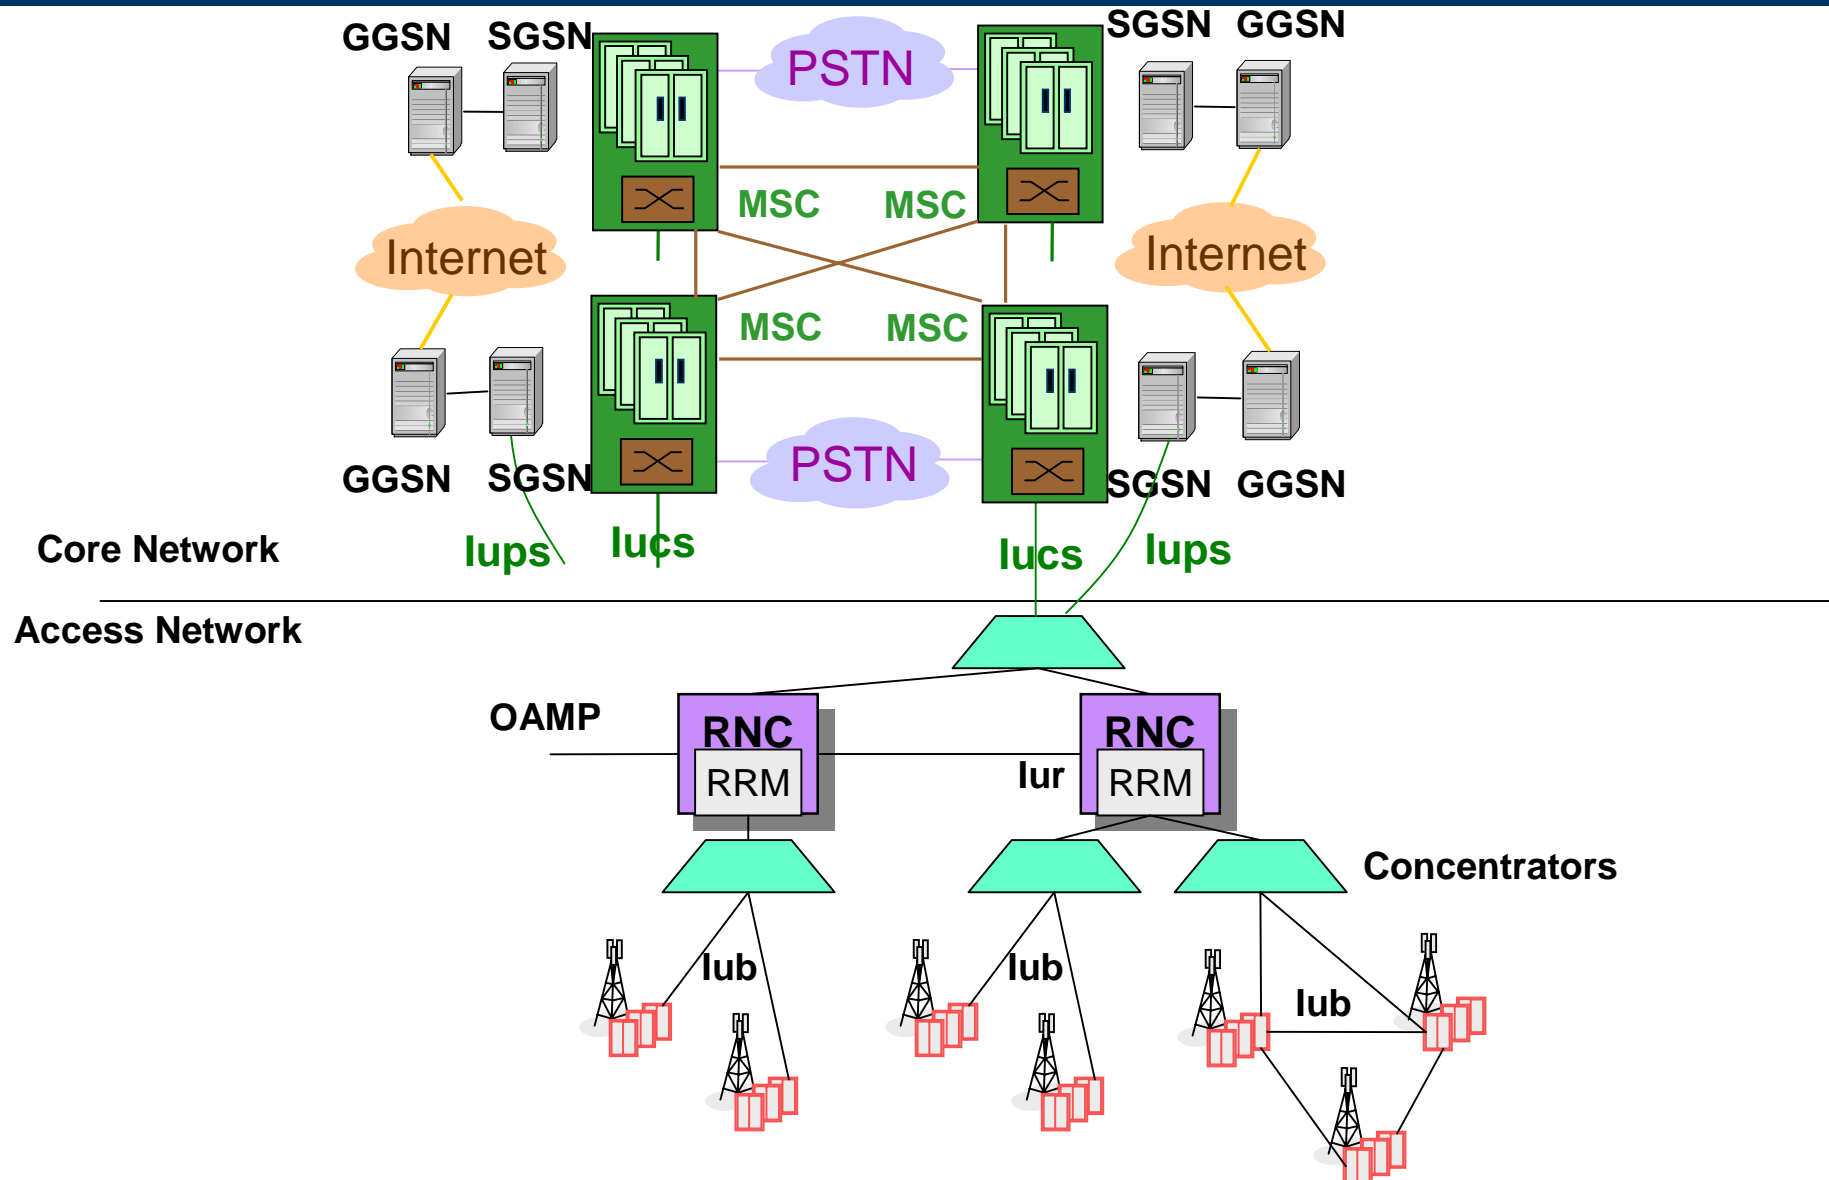 GGSN SGSN
PSTN
SGSN GGSN
MSC MSC
Internet
Internet
MSC MSC
PSTN
GGSN SGSN
SGSN GGSN
Core Network
Iups Iucs
Iucs Iups
Access Network
OAMP
RNC
RRM
Iur
RNC
RRM
Concentrators
Iub
Iub
Iub